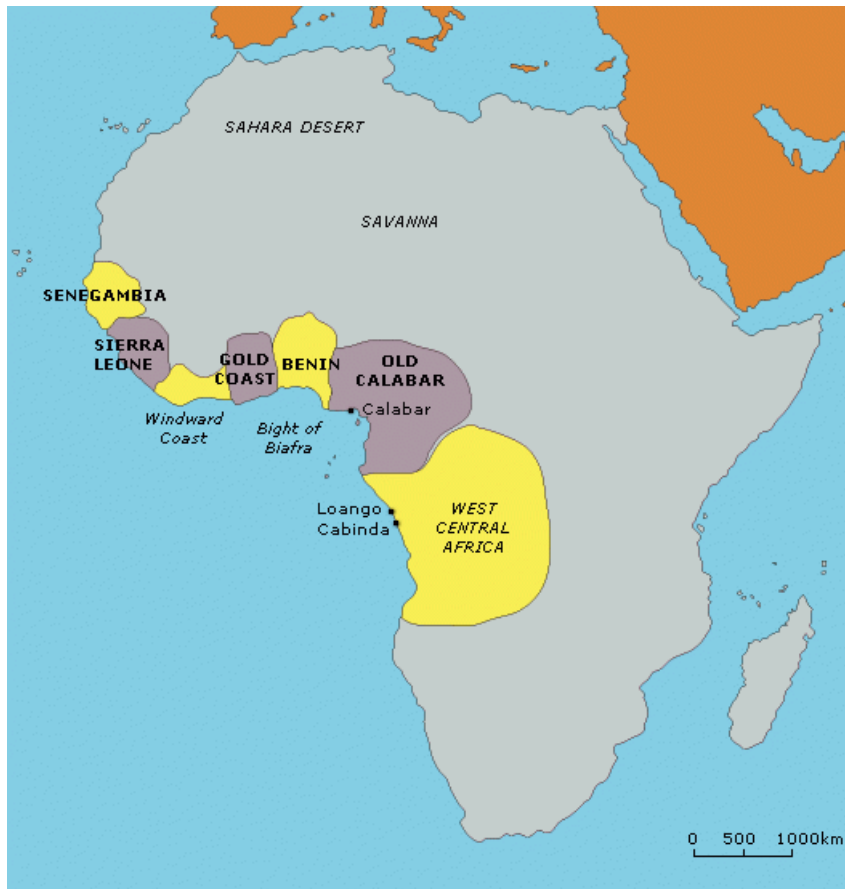 SAHARA DESERT
SAVANNA
SENEGAMBIA
SIERRA
LEONE
GOLD
COAST
BENIN
OLD
CALABAR
Calabar
Windward
Coast
Bight of
Biafra
Loango
Cabinda
WEST
CENTRAL
AFRICA
0 500 1000km